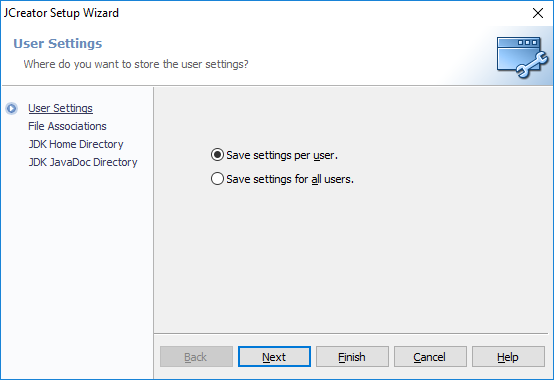 JCreator Setup Wizard
User Settings
Where do you want to store the user settings?
User Settings
File Associations
JDK Home Directory
JDK JavaDoc Directory
Save settings per user.
Save settings for all users.
Back Next Finish Cancel Help